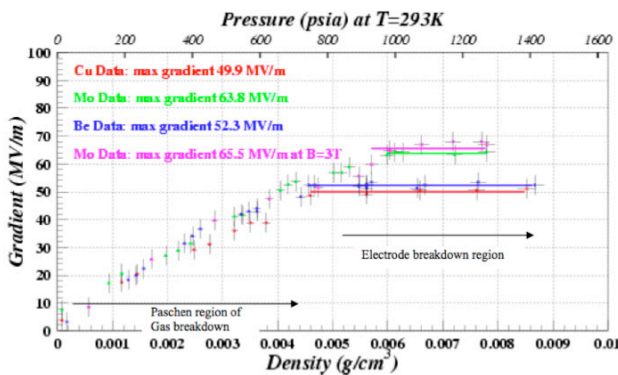 Pressure (psia) at T=293K
0 200 400 600 800 1000 1200 1400 1600
100
90
80
70
60
50
40
30
20
10
0
Gradient (MV/m)
Cu Data: max gradient 49.9 MV/m
Mo Data: max gradient 63.8 MV/m
Be Data: max gradient 52.3 MV/m
Mo Data: max gradient 65.5 MV/m at B=3T
Electrode breakdown region
Paschen region of
Gas breakdown
0 0.001 0.002 0.003 0.004 0.005 0.006 0.007 0.008 0.009 0.01
Density (g/cm³)